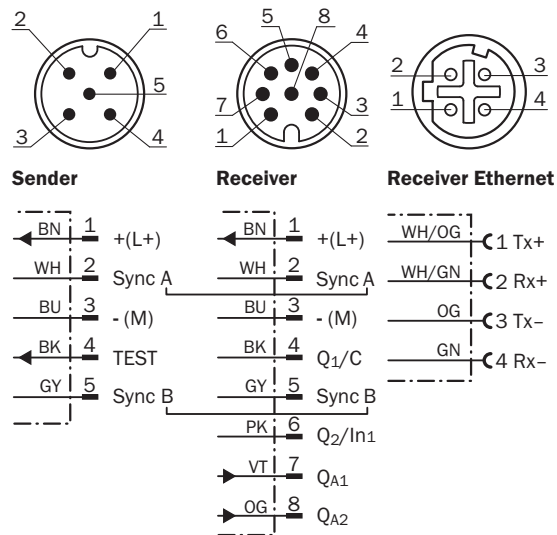 2 1
5
3 4
5 8
6 4
7 3
1 2
2 3
1 4
Sender
BN 1 +(L+)
WH 2 Sync A
BU 3 - (M)
BK 4 TEST
GY 5 Sync B
Receiver
BN 1 +(L+)
WH 2 Sync A
BU 3 - (M)
BK 4 Q1/C
GY 5 Sync B
PK 6 Q2/In1
VT 7 QA1
OG 8 QA2
Receiver Ethernet
WH/OG 1 Tx+
WH/GN 2 Rx+
OG 3 Tx–
GN 4 Rx–